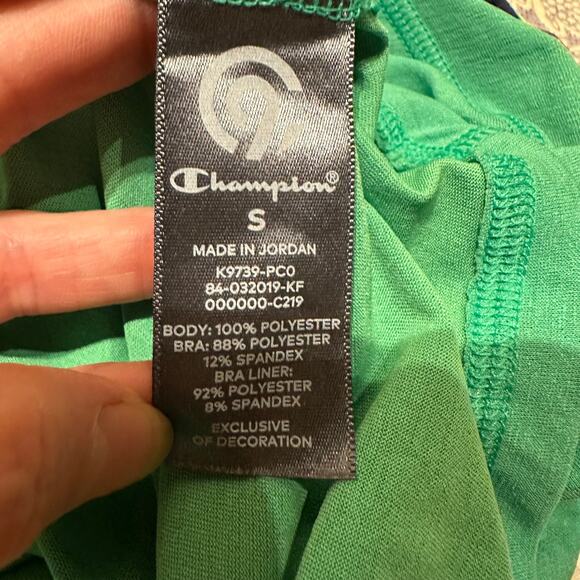 C9
Champion®
S
MADE IN JORDAN
K9739-PC0
84-032019-KF
000000-C219
BODY: 100% POLYESTER
BRA: 88% POLYESTER
12% SPANDEX
BRA LINER:
92% POLYESTER
8% SPANDEX
EXCLUSIVE
OF DECORATION